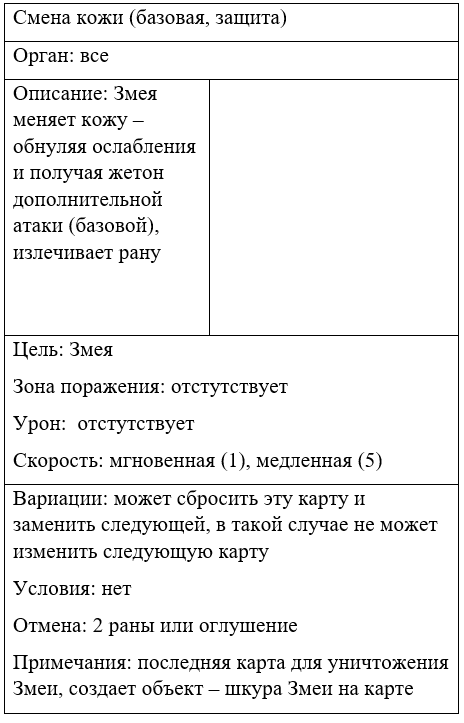 Смена кожи (базовая, защита)
Орган: все
Описание: Змея
меняет кожу –
обнуляя ослабления
и получая жетон
дополнительной
атаки (базовой),
излечивает рану
Цель: Змея
Зона поражения: отстутствует
Урон:  отстутствует
Скорость: мгновенная (1), медленная (5)
Вариации: может сбросить эту карту и
заменить следующей, в такой случае не может
изменить следующую карту
Условия: нет
Отмена: 2 раны или оглушение
Примечания: последняя карта для уничтожения
Змеи, создает объект – шкура Змеи на карте